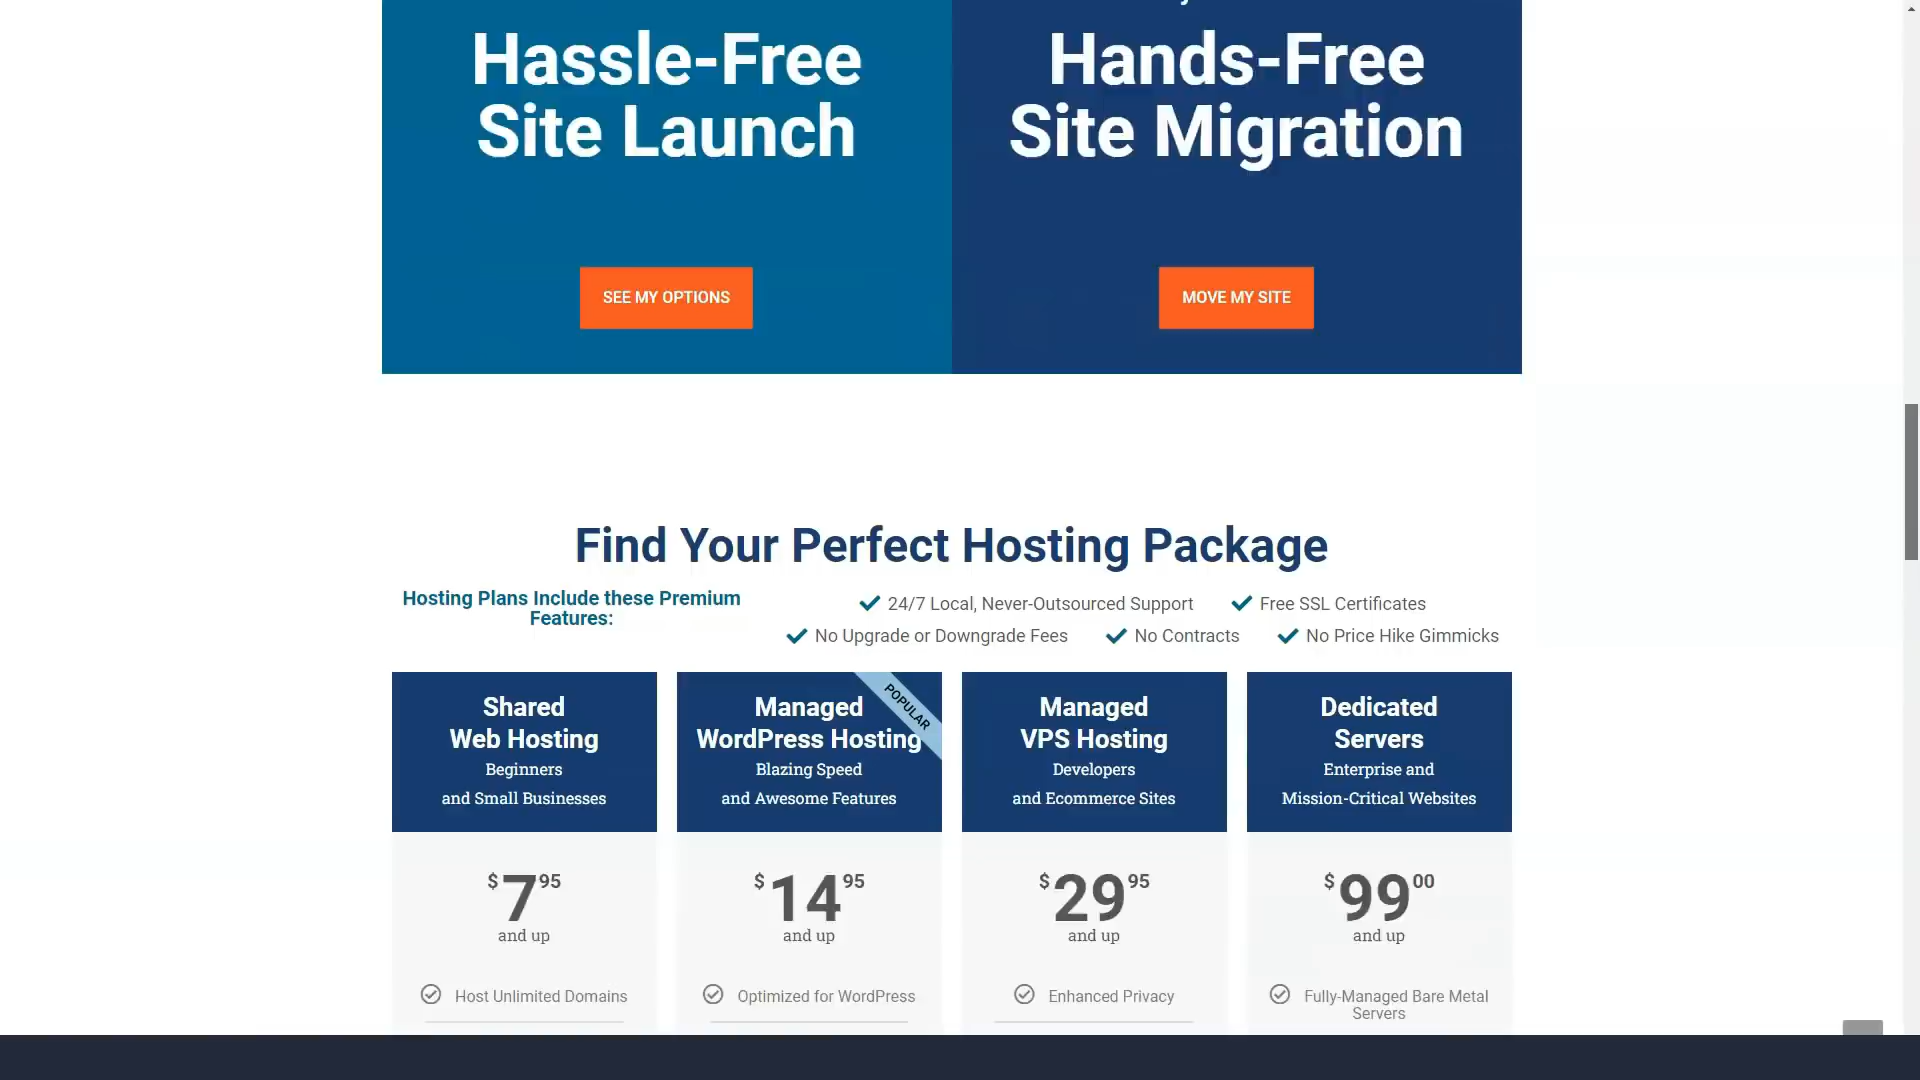 Hassle-Free
Site Launch
SEE MY OPTIONS
Hands-Free
Site Migration
MOVE MY SITE
Find Your Perfect Hosting Package
Hosting Plans Include these Premium
Features:
24/7 Local, Never-Outsourced Support
Free SSL Certificates
No Upgrade or Downgrade Fees
No Contracts
No Price Hike Gimmicks
Shared
Web Hosting
Beginners
and Small Businesses
$7 95
and up
Host Unlimited Domains
POPULAR
Managed
WordPress Hosting
Blazing Speed
and Awesome Features
$14 95
and up
Optimized for WordPress
Managed
VPS Hosting
Developers
and Ecommerce Sites
$29 95
and up
Enhanced Privacy
Dedicated
Servers
Enterprise and
Mission-Critical Websites
$99 00
and up
Fully-Managed Bare Metal
Servers